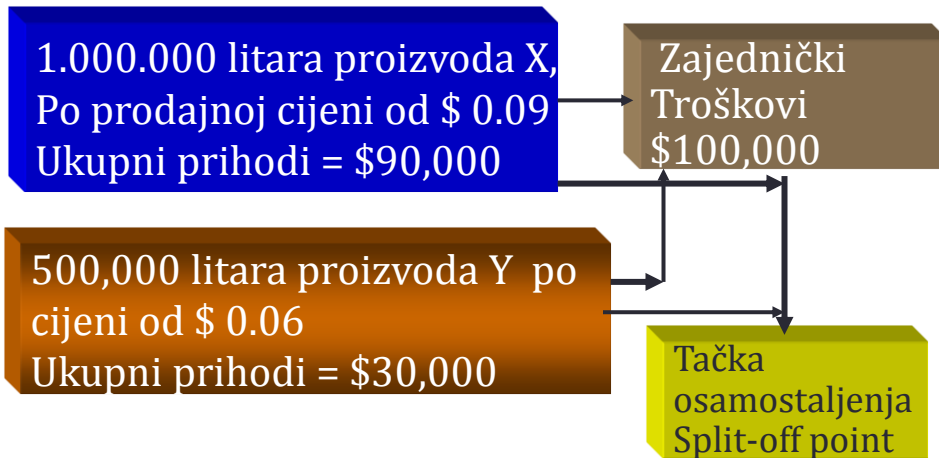 1.000.000 litara proizvoda X,
Po prodajnoj cijeni od $ 0.09
Ukupni prihodi = $90,000
Zajednički
Troškovi
$100,000
500,000 litara proizvoda Y po
cijeni od $ 0.06
Ukupni prihodi = $30,000
Tačka
osamostaljenja
Split-off point